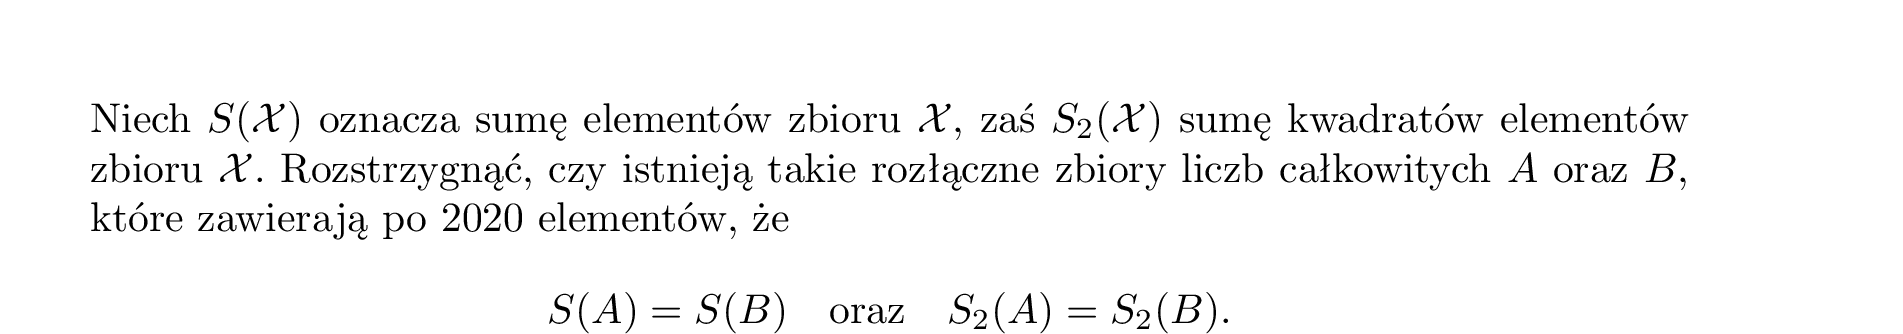 Niech S(𝒳) oznacza sumę elementów zbioru 𝒳, zaś S₂(𝒳) sumę kwadratów elementów
zbioru 𝒳. Rozstrzygnąć, czy istnieją takie rozłączne zbiory liczb całkowitych A oraz B,
które zawierają po 2020 elementów, że
S(A) = S(B) oraz S₂(A) = S₂(B).